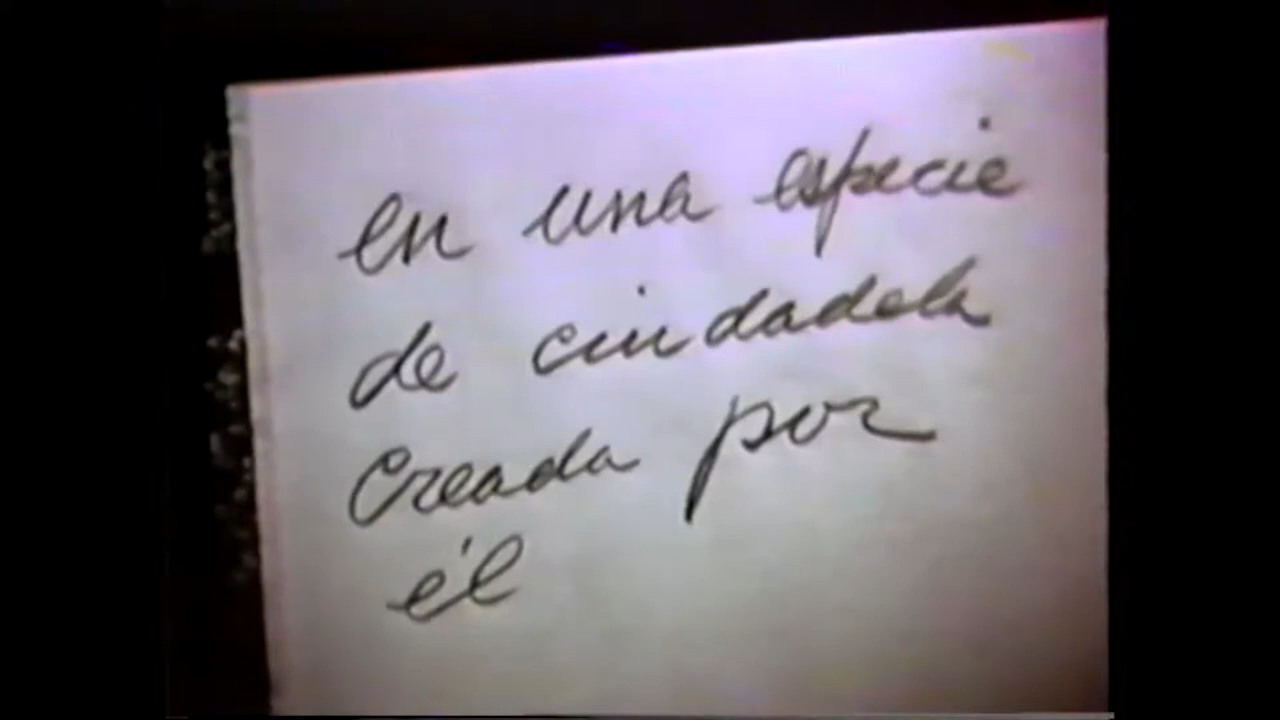 en una especie
de ciudadela
creada por
él